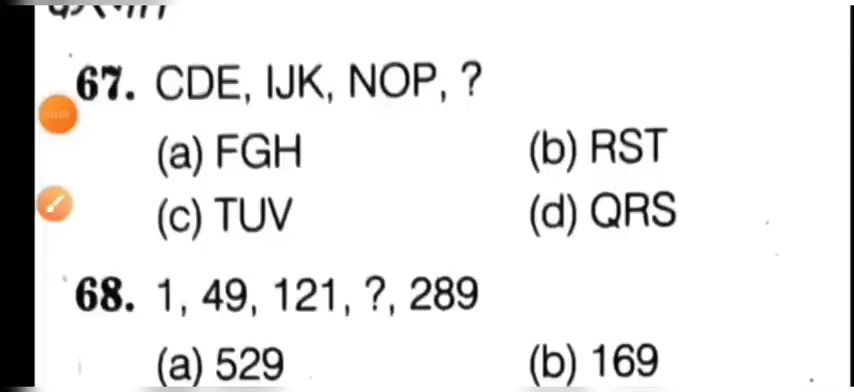 67. CDE, IJK, NOP, ?
(a) FGH (b) RST
(c) TUV (d) QRS
68. 1, 49, 121, ?, 289
(a) 529 (b) 169